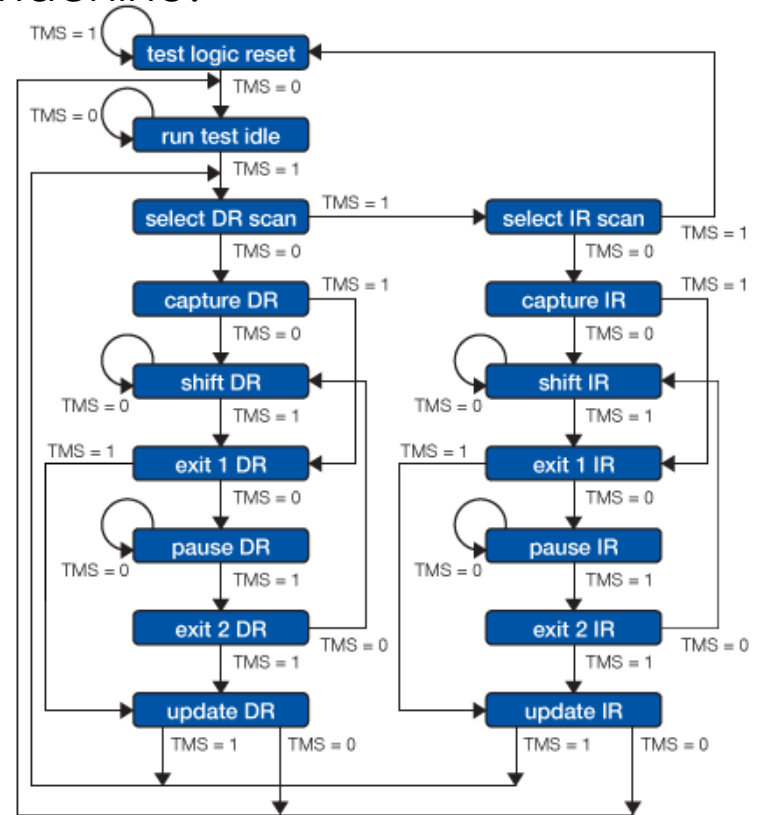 TMS = 1
test logic reset
TMS = 0
TMS = 0
run test idle
TMS = 1
select DR scan
TMS = 1
select IR scan
TMS = 1
TMS = 0
TMS = 0
capture DR
TMS = 1
capture IR
TMS = 1
TMS = 0
TMS = 0
shift DR
shift IR
TMS = 0
TMS = 1
TMS = 0
TMS = 1
TMS = 1
exit 1 DR
TMS = 1
exit 1 IR
TMS = 0
TMS = 0
pause DR
pause IR
TMS = 0
TMS = 1
TMS = 0
TMS = 1
exit 2 DR
TMS = 0
exit 2 IR
TMS = 0
TMS = 1
TMS = 1
update DR
update IR
TMS = 1
TMS = 0
TMS = 1
TMS = 0